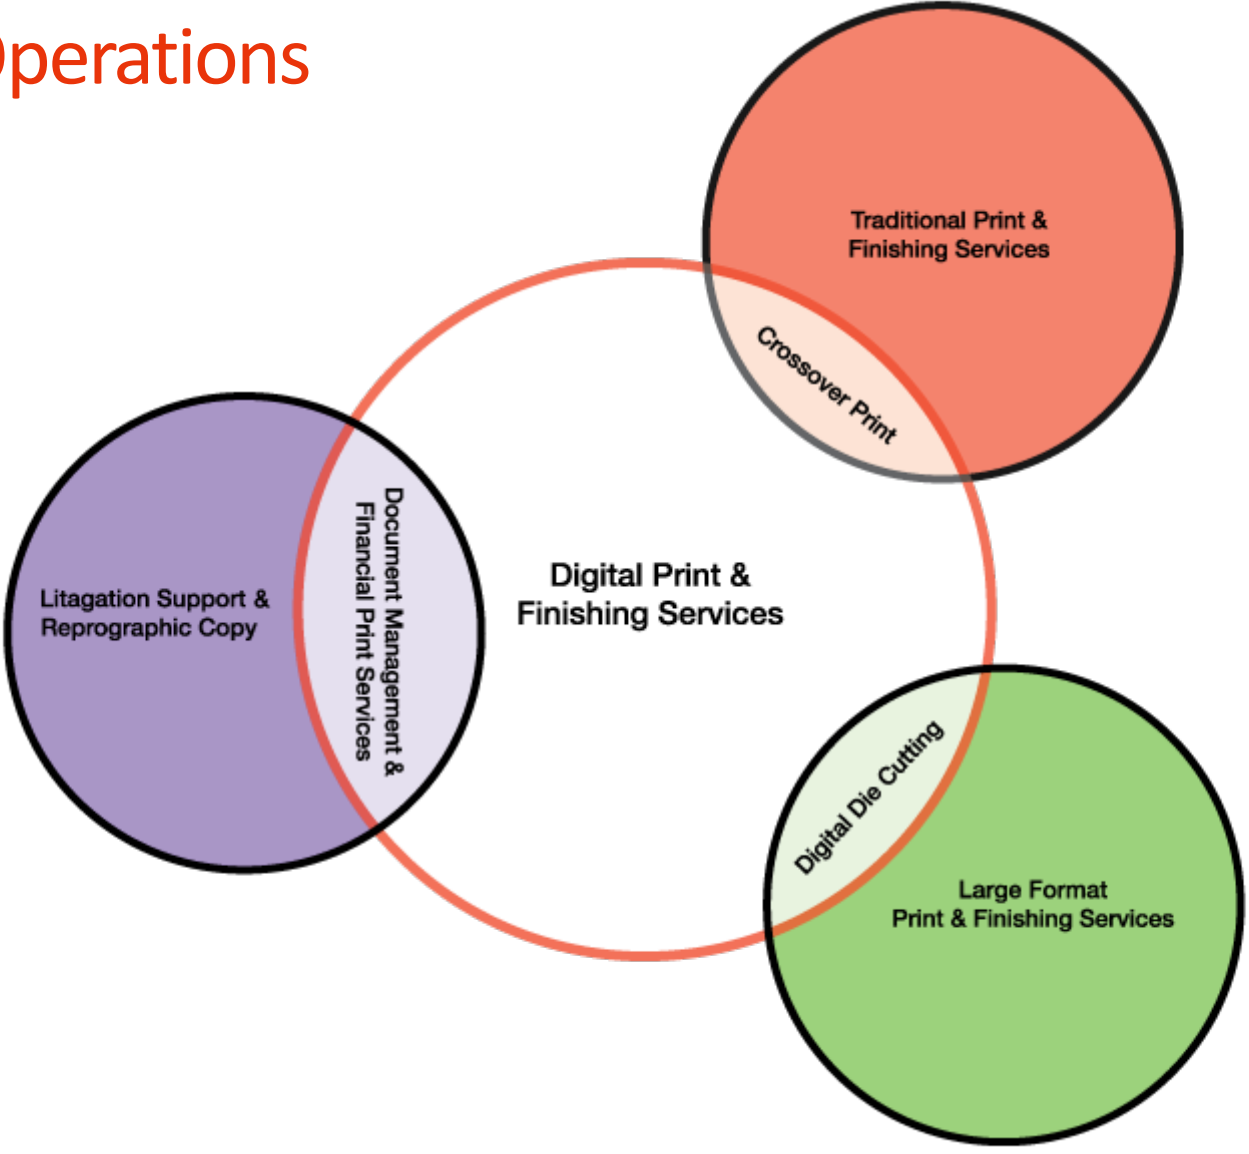 Operations
Traditional Print &
Finishing Services
Crossover Print
Document Management &
Financial Print Services
Litagation Support &
Reprographic Copy
Digital Print &
Finishing Services
Digital Die Cutting
Large Format
Print & Finishing Services